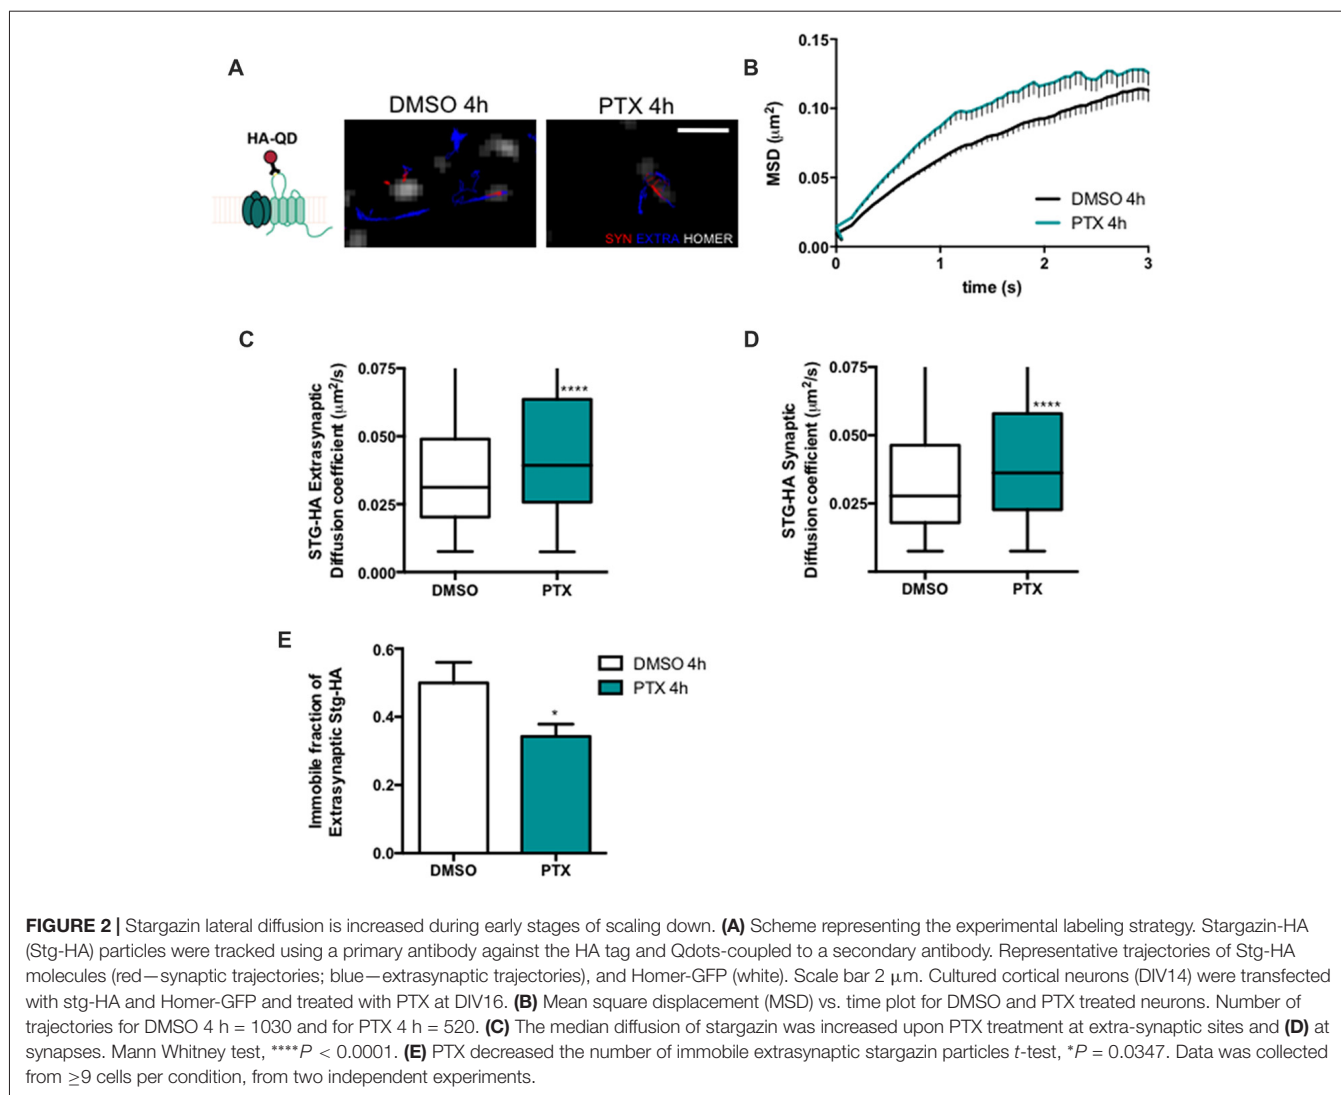 A
DMSO 4h
PTX 4h
HA-QD
SYN EXTRA HOMER
B
MSD (µm²)
0.15
0.10
0.05
0.00
0
1
2
3
time (s)
DMSO 4h
PTX 4h
C
STG-HA Extrasynaptic
Diffusion coefficient (µm²/s)
0.075
0.050
0.025
0.000
****
DMSO
PTX
D
STG-HA Synaptic
Diffusion coefficient (µm²/s)
0.075
0.050
0.025
****
DMSO
PTX
E
Immobile fraction of
Extrasynaptic Stg-HA
0.6
0.4
0.2
0.0
*
DMSO
PTX
DMSO 4h
PTX 4h
FIGURE 2 | Stargazin lateral diffusion is increased during early stages of scaling down. (A) Scheme representing the experimental labeling strategy. Stargazin-HA
(Stg-HA) particles were tracked using a primary antibody against the HA tag and Qdots-coupled to a secondary antibody. Representative trajectories of Stg-HA
molecules (red—synaptic trajectories; blue—extrasynaptic trajectories), and Homer-GFP (white). Scale bar 2 µm. Cultured cortical neurons (DIV14) were transfected
with stg-HA and Homer-GFP and treated with PTX at DIV16. (B) Mean square displacement (MSD) vs. time plot for DMSO and PTX treated neurons. Number of
trajectories for DMSO 4 h = 1030 and for PTX 4 h = 520. (C) The median diffusion of stargazin was increased upon PTX treatment at extra-synaptic sites and (D) at
synapses. Mann Whitney test, ****P < 0.0001. (E) PTX decreased the number of immobile extrasynaptic stargazin particles t-test, *P = 0.0347. Data was collected
from ≥9 cells per condition, from two independent experiments.